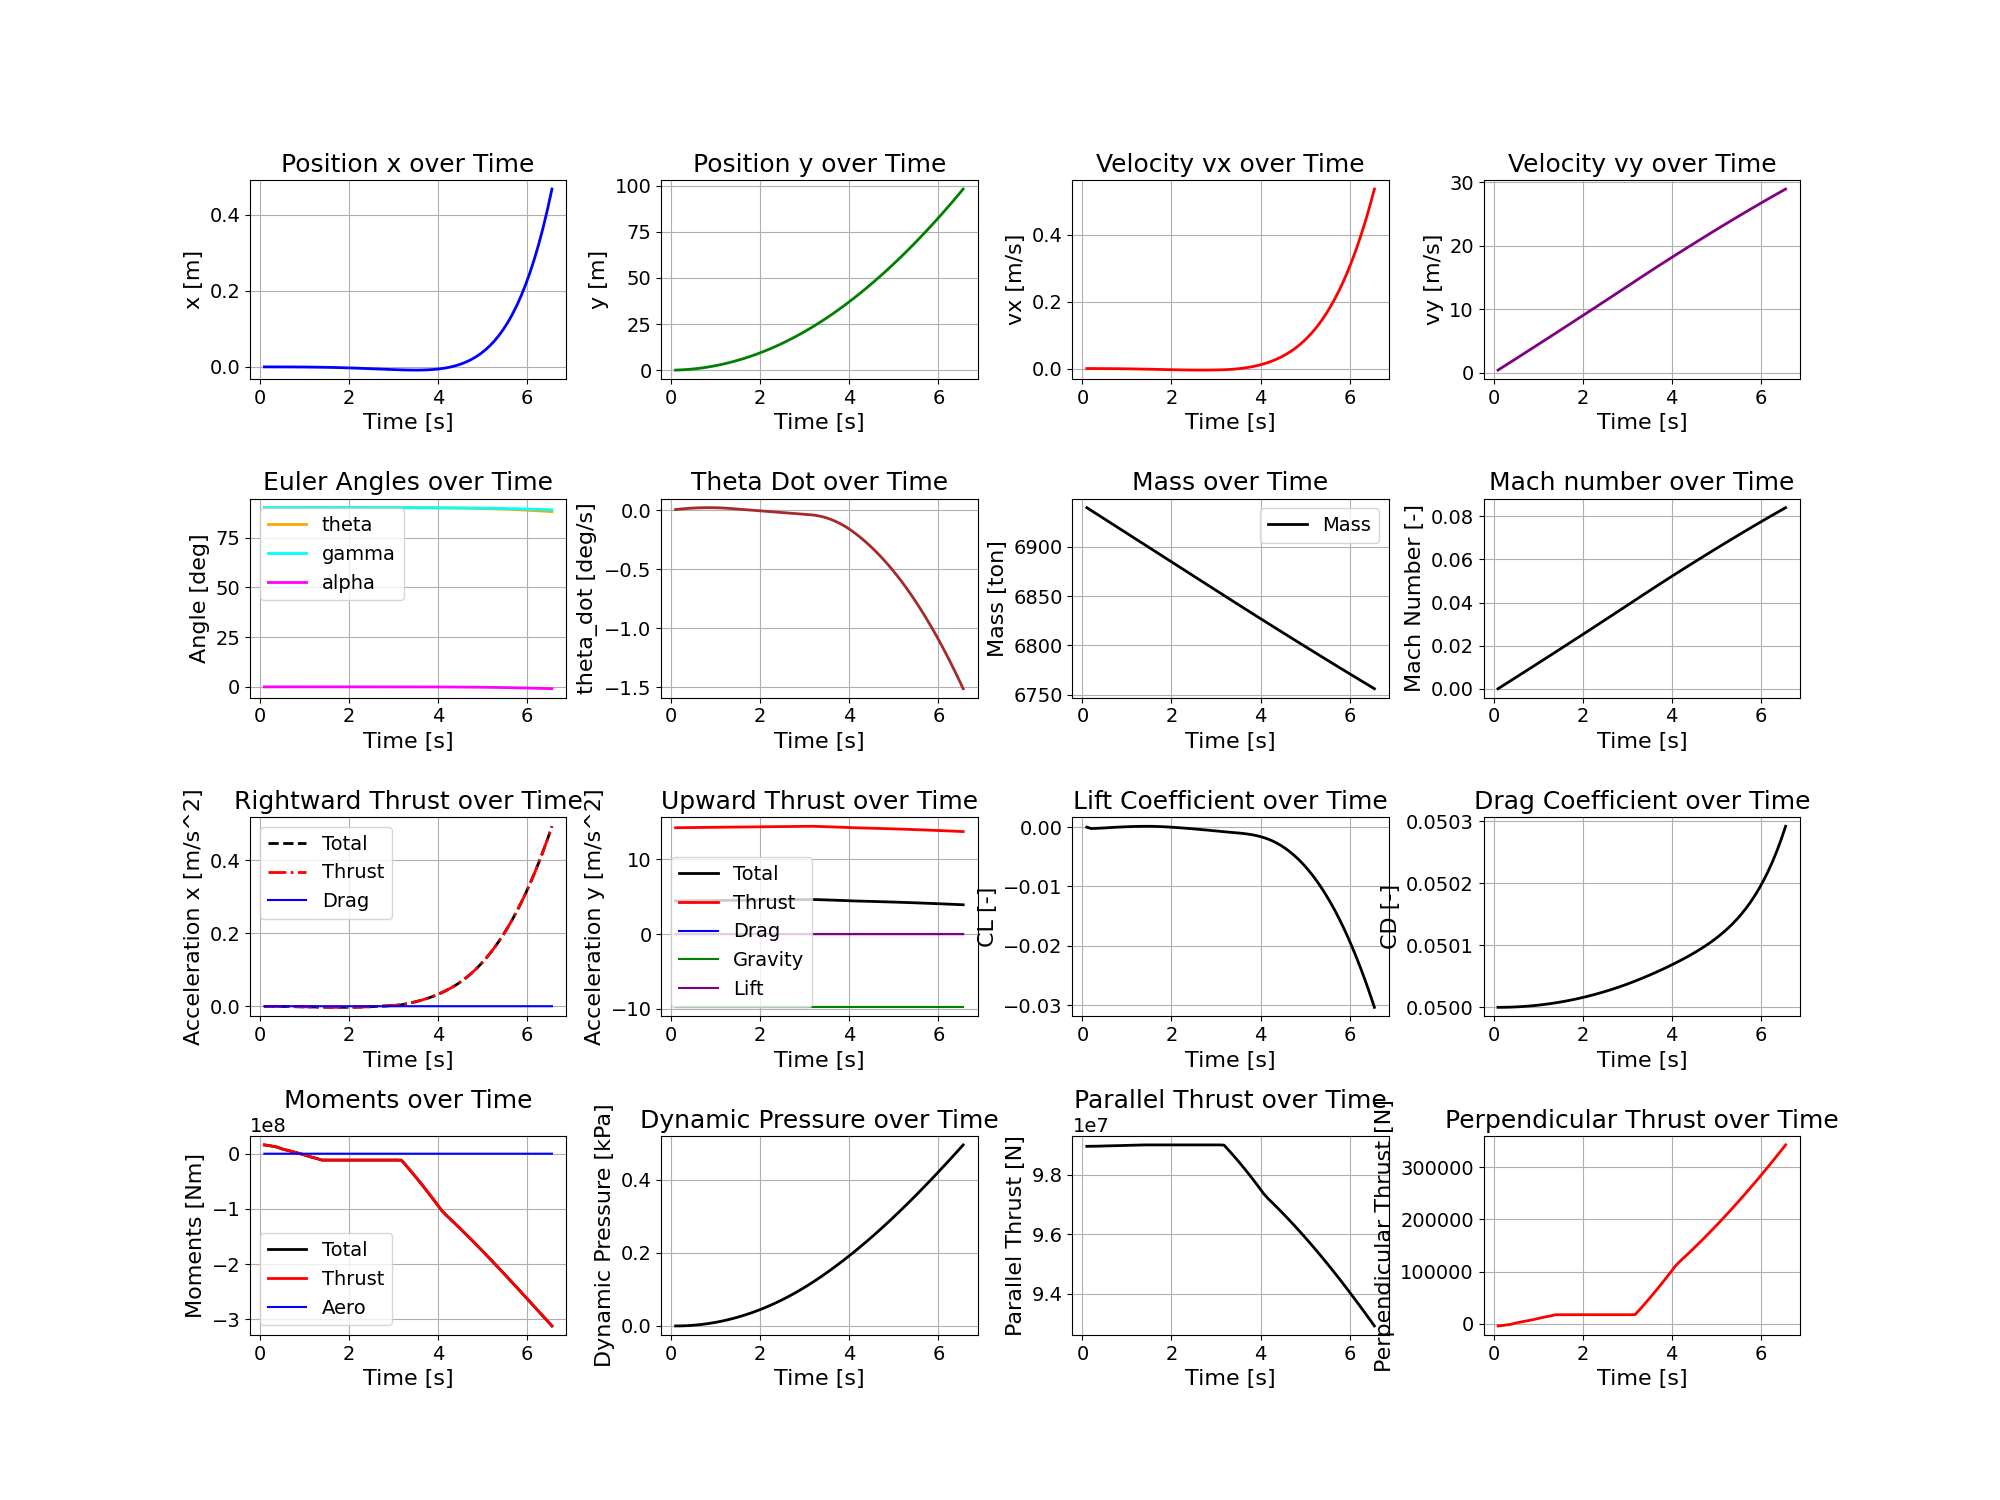 Position x over Time
Position y over Time
Velocity vx over Time
Velocity vy over Time
x [m]
0.4
0.2
0.0
0 2 4 6
Time [s]
y [m]
100
75
50
25
0
0 2 4 6
Time [s]
vx [m/s]
0.4
0.2
0.0
0 2 4 6
Time [s]
vy [m/s]
30
20
10
0
0 2 4 6
Time [s]
Euler Angles over Time
Theta Dot over Time
Mass over Time
Mach number over Time
Angle [deg]
75
50
25
0
theta
gamma
alpha
0 2 4 6
Time [s]
theta_dot [deg/s]
0.0
−0.5
−1.0
−1.5
0 2 4 6
Time [s]
Mass [ton]
6900
6850
6800
6750
Mass
0 2 4 6
Time [s]
Mach Number [-]
0.08
0.06
0.04
0.02
0.00
0 2 4 6
Time [s]
Rightward Thrust over Time
Upward Thrust over Time
Lift Coefficient over Time
Drag Coefficient over Time
Acceleration x [m/s^2]
0.4
0.2
0.0
Total
Thrust
Drag
0 2 4 6
Time [s]
Acceleration y [m/s^2]
10
0
−10
Total
Thrust
Drag
Gravity
Lift
0 2 4 6
Time [s]
CL [-]
0.00
−0.01
−0.02
−0.03
0 2 4 6
Time [s]
CD [-]
0.0503
0.0502
0.0501
0.0500
0 2 4 6
Time [s]
Moments over Time
Dynamic Pressure over Time
Parallel Thrust over Time
Perpendicular Thrust over Time
Moments [Nm]
1e8
0
−1
−2
−3
Total
Thrust
Aero
0 2 4 6
Time [s]
Dynamic Pressure [kPa]
0.4
0.2
0.0
0 2 4 6
Time [s]
Parallel Thrust [N]
1e7
9.8
9.6
9.4
0 2 4 6
Time [s]
Perpendicular Thrust [N]
300000
200000
100000
0
0 2 4 6
Time [s]